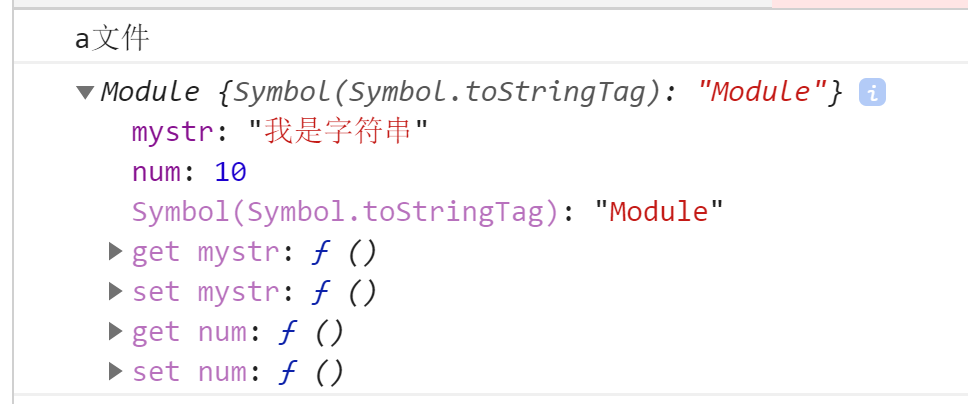 a文件
Module {Symbol(Symbol.toStringTag): "Module"} i
mystr: "我是字符串"
num: 10
Symbol(Symbol.toStringTag): "Module"
get mystr: ƒ ()
set mystr: ƒ ()
get num: ƒ ()
set num: ƒ ()